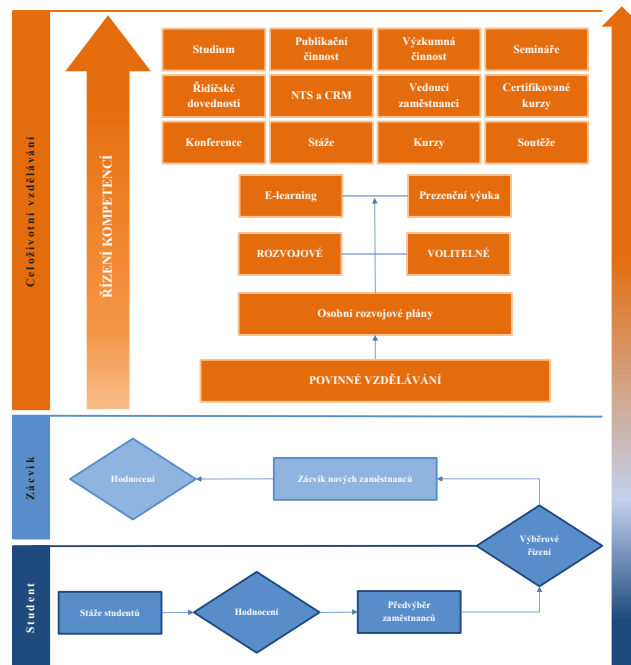 Celoživotní vzdělávání
ŘÍZENÍ KOMPETENCÍ
Studium
Publikační
činnost
Výzkumná
činnost
Semináře
Řidičské
dovednosti
NTS a CRM
Vedoucí
zaměstnanci
Certifikované
kurzy
Konference
Stáže
Kurzy
Soutěže
E-learning
Prezenční výuka
ROZVOJOVÉ
VOLITELNÉ
Osobní rozvojové plány
POVINNÉ VZDĚLÁVÁNÍ
Zácvik
Hodnocení
Zácvik nových zaměstnanců
Výběrové
řízení
Student
Stáže studentů
Hodnocení
Předvýběr
zaměstnanců